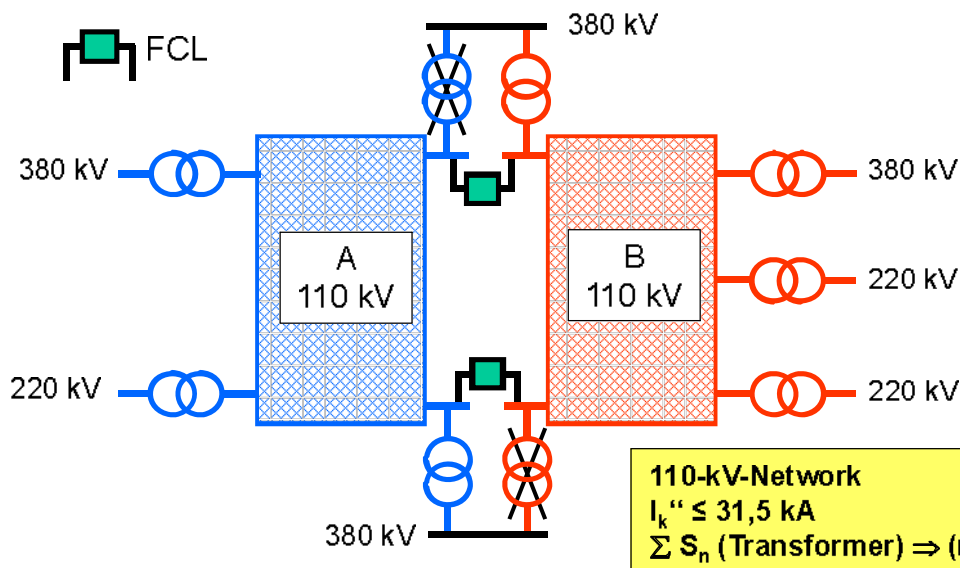 380 kV
FCL
380 kV
380 kV
A
110 kV
B
110 kV
220 kV
220 kV
220 kV
380 kV
110-kV-Network
Ik“ ≤ 31,5 kA
∑ Sn (Transformer) ⇒